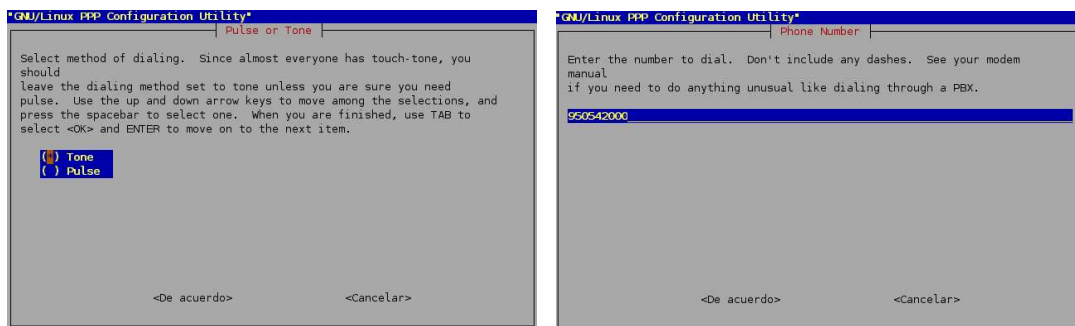 "GNU/Linux PPP Configuration Utility"
Pulse or Tone
Select method of dialing.  Since almost everyone has touch-tone, you
should
leave the dialing method set to tone unless you are sure you need
pulse.  Use the up and down arrow keys to move among the selections, and
press the spacebar to select one.  When you are finished, use TAB to
select <OK> and ENTER to move on to the next item.
(*) Tone
( ) Pulse
<De acuerdo> <Cancelar>
"GNU/Linux PPP Configuration Utility"
Phone Number
Enter the number to dial.  Don't include any dashes.  See your modem
manual
if you need to do anything unusual like dialing through a PBX.
950542000
<De acuerdo> <Cancelar>